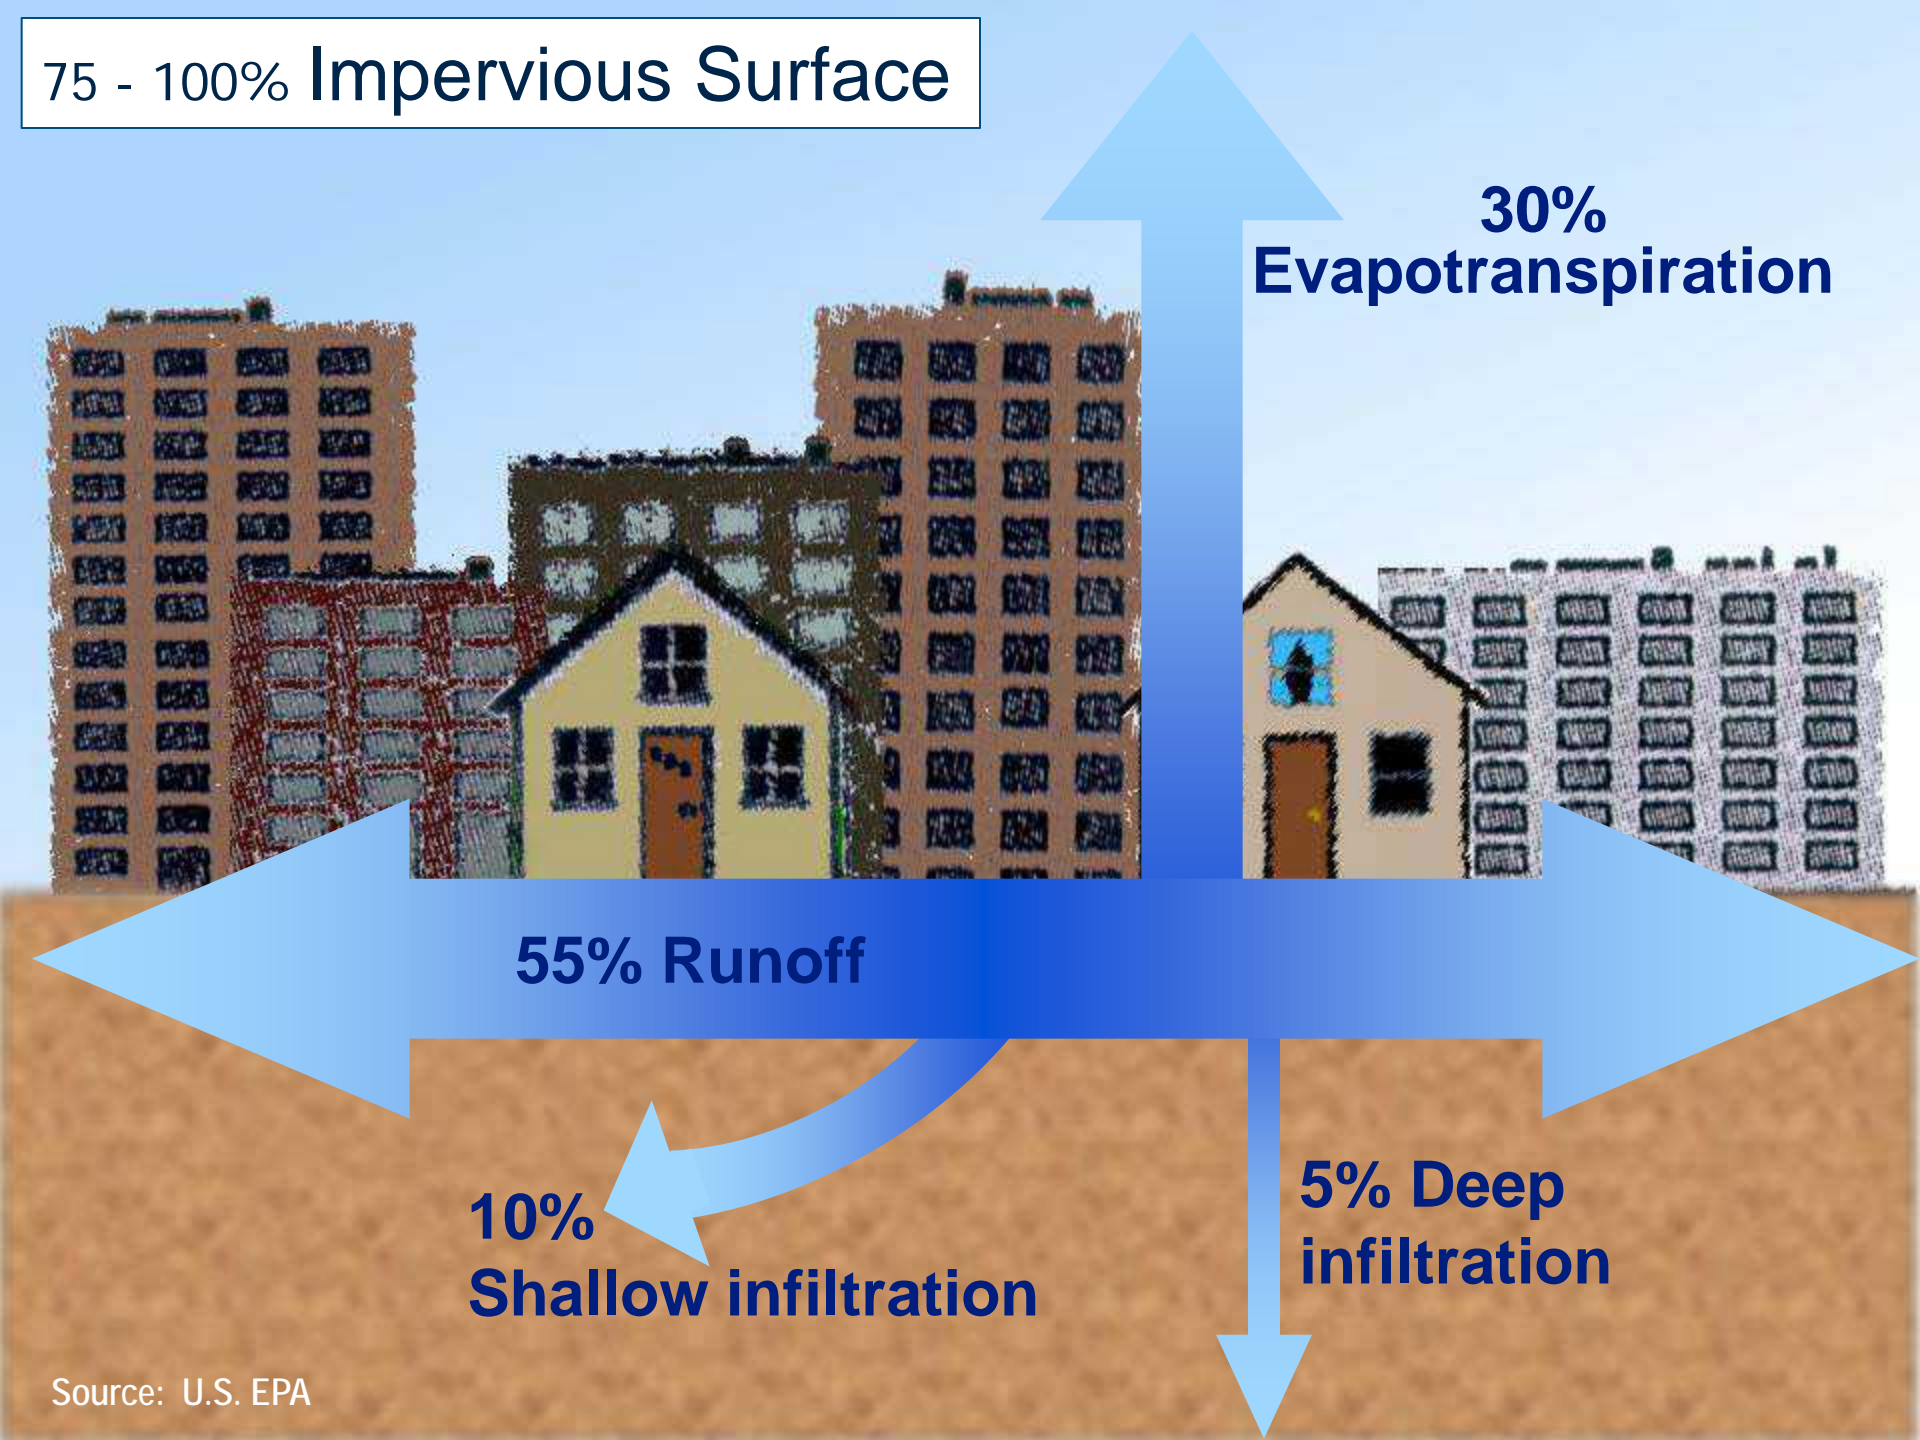 75 - 100% Impervious Surface
30%
Evapotranspiration
55% Runoff
10%
Shallow infiltration
5% Deep
infiltration
Source: U.S. EPA